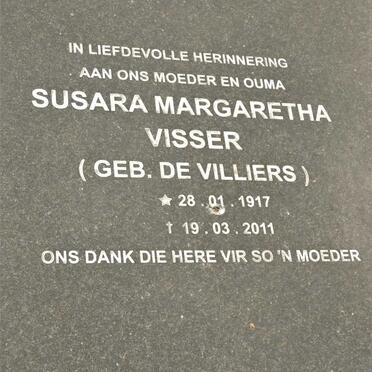 IN LIEFDEVOLLE HERINNERING
AAN ONS MOEDER EN OUMA
SUSARA MARGARETHA
VISSER
( GEB. DE VILLIERS )
★ 28 . 01 . 1917
† 19 . 03 . 2011
ONS DANK DIE HERE VIR SO 'N MOEDER